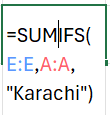 =SUMIFS(
E:E,A:A,
"Karachi")